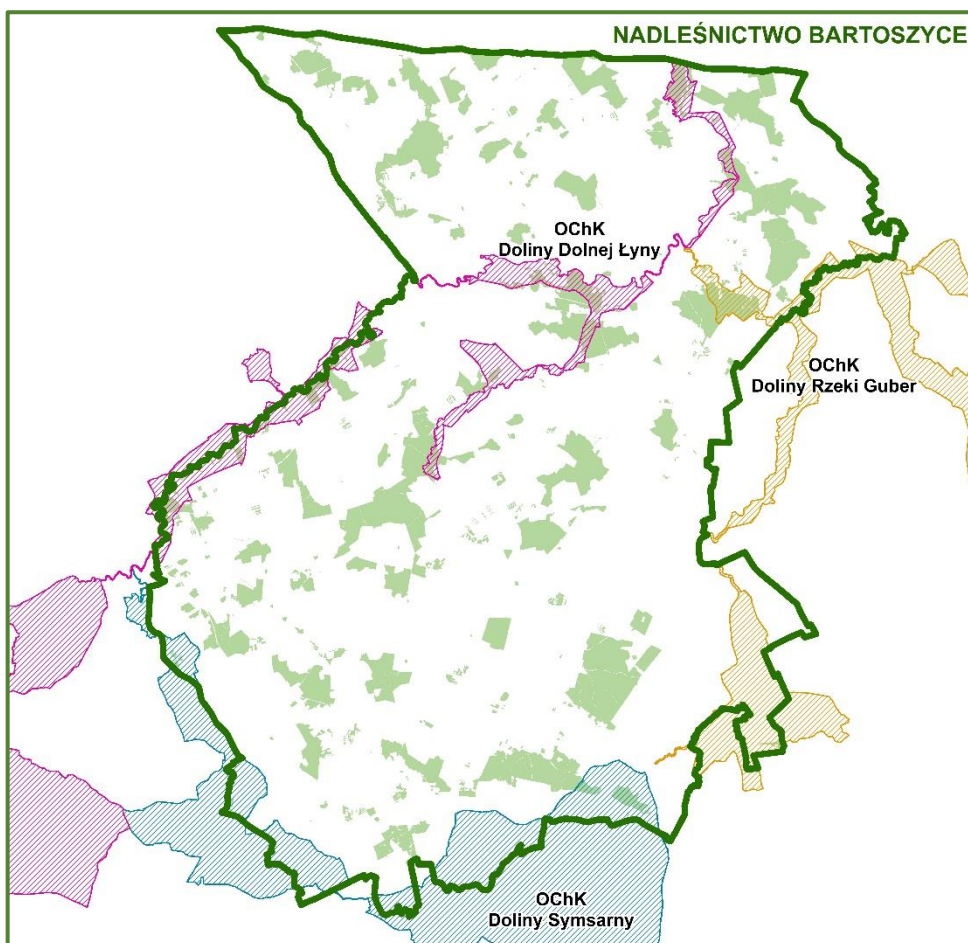 NADLEŚNICTWO BARTOSZYCE
OChK
Doliny Dolnej Łyny
OChK
Doliny Rzeki Guber
OChK
Doliny Symsarny